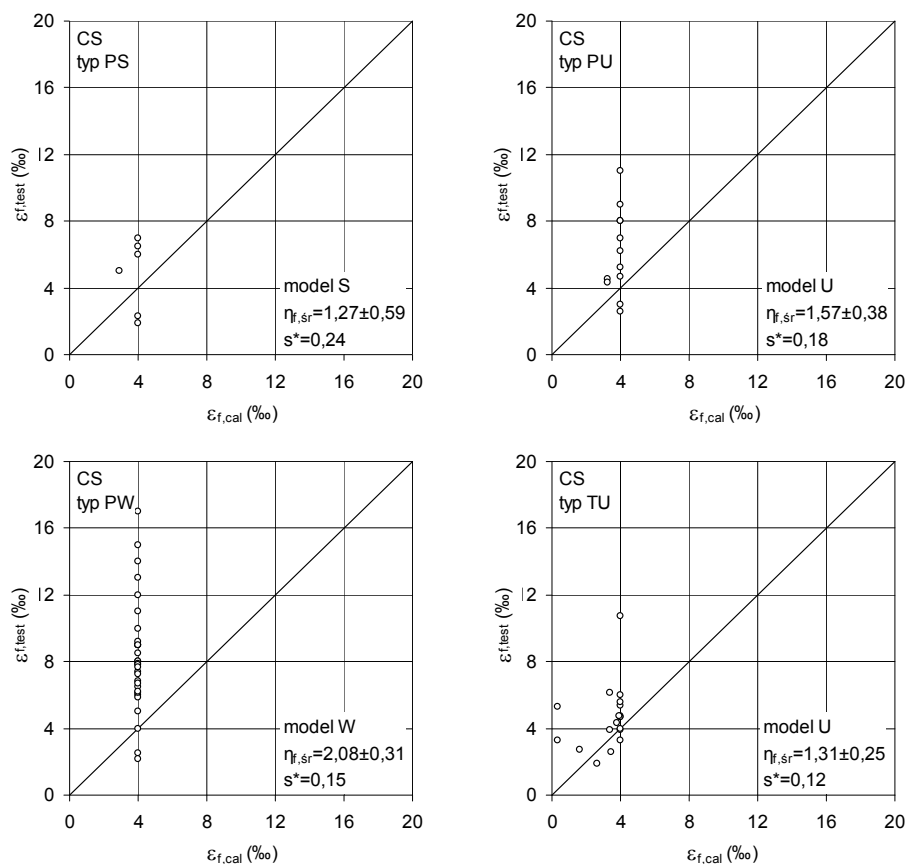 20
CS
typ PS
16
12
8
4
0
εf,test (‰)
model S
ηf,śr=1,27±0,59
s*=0,24
0 4 8 12 16 20
εf,cal (‰)
20
CS
typ PU
16
12
8
4
0
εf,test (‰)
model U
ηf,śr=1,57±0,38
s*=0,18
0 4 8 12 16 20
εf,cal (‰)
20
CS
typ PW
16
12
8
4
0
εf,test (‰)
model W
ηf,śr=2,08±0,31
s*=0,15
0 4 8 12 16 20
εf,cal (‰)
20
CS
typ TU
16
12
8
4
0
εf,test (‰)
model U
ηf,śr=1,31±0,25
s*=0,12
0 4 8 12 16 20
εf,cal (‰)